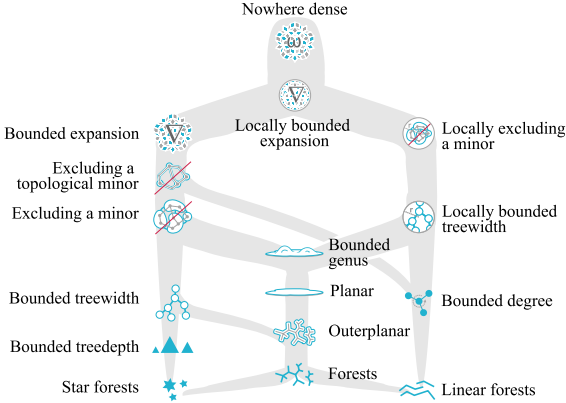 Nowhere dense
Locally bounded
expansion
Bounded expansion
Locally excluding
a minor
Excluding a
topological minor
Excluding a minor
Locally bounded
treewidth
Bounded
genus
Planar
Bounded treewidth
Bounded degree
Outerplanar
Bounded treedepth
Forests
Star forests
Linear forests